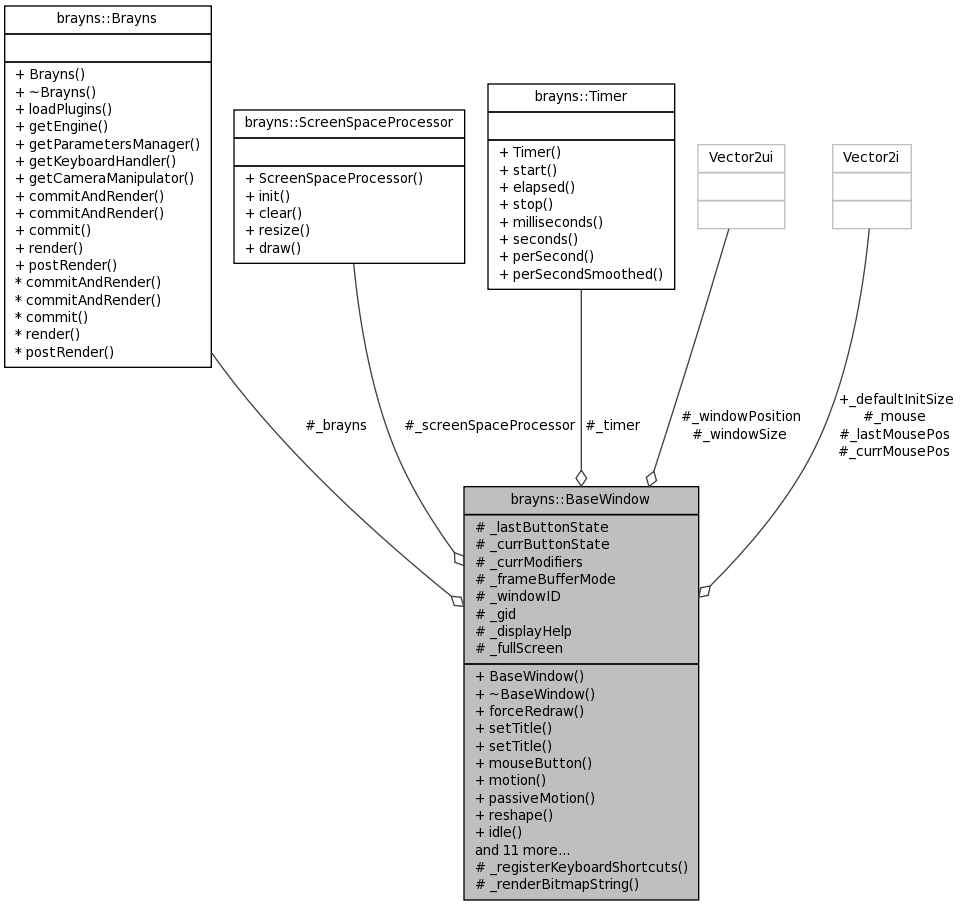 brayns::Brayns
+ Brayns()
+ ~Brayns()
+ loadPlugins()
+ getEngine()
+ getParametersManager()
+ getKeyboardHandler()
+ getCameraManipulator()
+ commitAndRender()
+ commitAndRender()
+ commit()
+ render()
+ postRender()
* commitAndRender()
* commitAndRender()
* commit()
* render()
* postRender()
brayns::ScreenSpaceProcessor
+ ScreenSpaceProcessor()
+ init()
+ clear()
+ resize()
+ draw()
brayns::Timer
+ Timer()
+ start()
+ elapsed()
+ stop()
+ milliseconds()
+ seconds()
+ perSecond()
+ perSecondSmoothed()
Vector2ui
Vector2i
#_brayns
#_screenSpaceProcessor
#_timer
#_windowPosition
#_windowSize
+_defaultInitSize
#_mouse
#_lastMousePos
#_currMousePos
brayns::BaseWindow
# _lastButtonState
# _currButtonState
# _currModifiers
# _frameBufferMode
# _windowID
# _gid
# _displayHelp
# _fullScreen
+ BaseWindow()
+ ~BaseWindow()
+ forceRedraw()
+ setTitle()
+ setTitle()
+ mouseButton()
+ motion()
+ passiveMotion()
+ reshape()
+ idle()
and 11 more...
# _registerKeyboardShortcuts()
# _renderBitmapString()